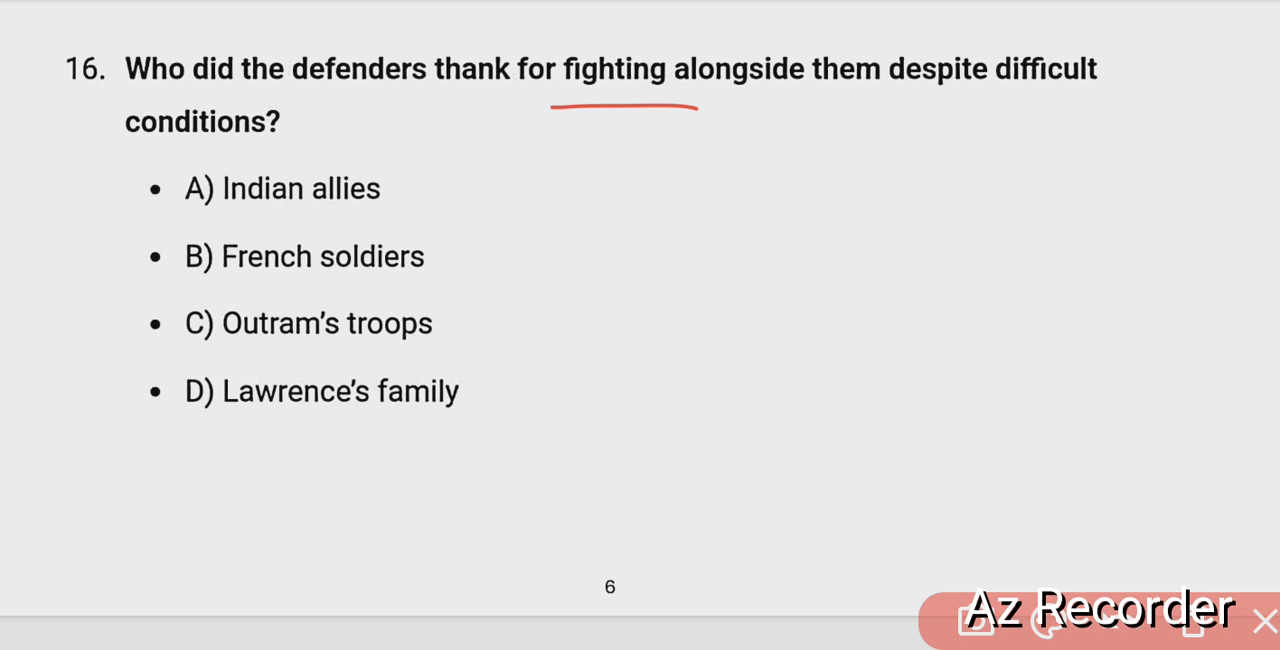 16. Who did the defenders thank for fighting alongside them despite difficult
conditions?
• A) Indian allies
• B) French soldiers
• C) Outram’s troops
• D) Lawrence’s family
6
Az Recorder